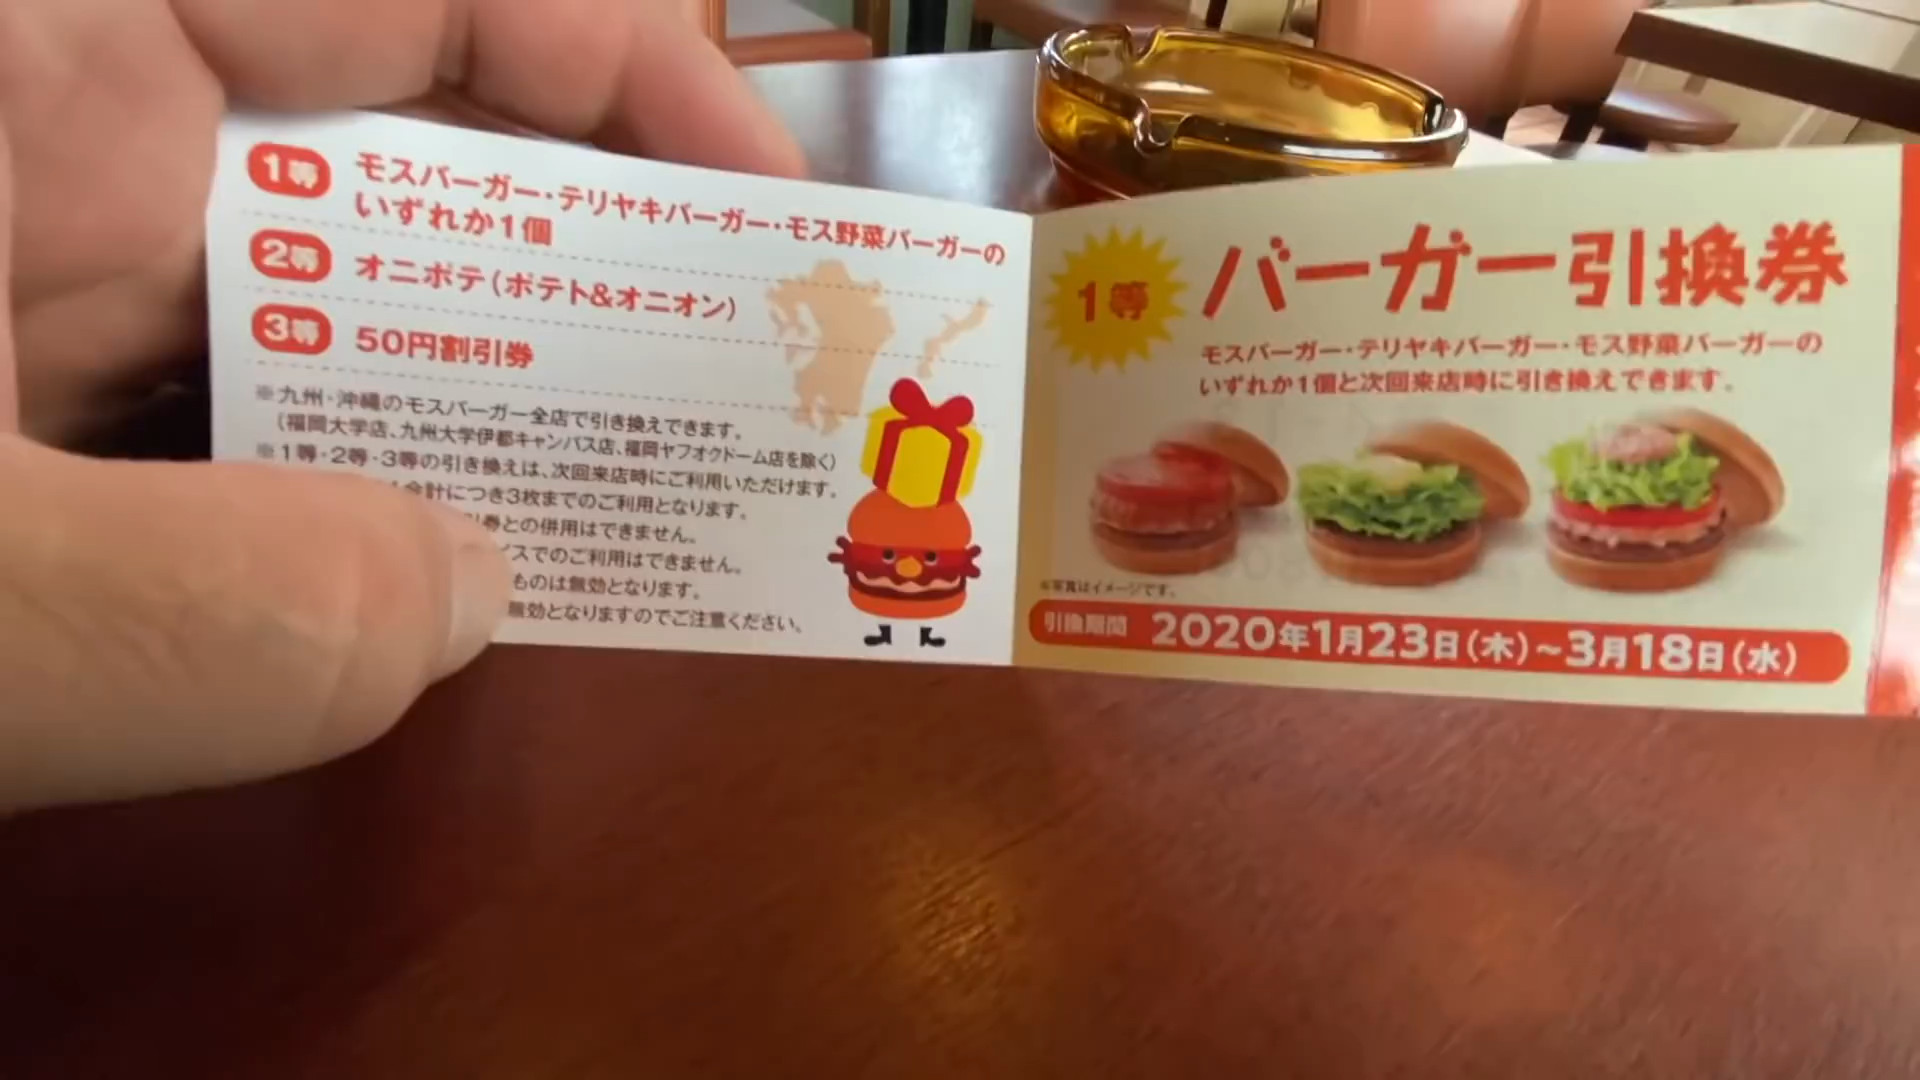 1等 モスバーガー・テリヤキバーガー・モス野菜バーガーの
いずれか1個
2等 オニポテ(ポテト&オニオン)
3等 50円割引券
※九州・沖縄のモスバーガー全店で引き換えできます。
(福岡大学店、九州大学伊都キャンパス店、福岡ヤフオクドーム店を除く)
※1等・2等・3等の引き換えは、次回来店時にご利用いただけます。
会計につき3枚までのご利用となります。
券との併用はできません。
イスでのご利用はできません。
ものは無効となります。
無効となりますのでご注意ください。
1等 バーガー引換券
モスバーガー・テリヤキバーガー・モス野菜バーガーの
いずれか1個と次回来店時に引き換えできます。
※写真はイメージです。
引換期間 2020年1月23日(木)~3月18日(水)